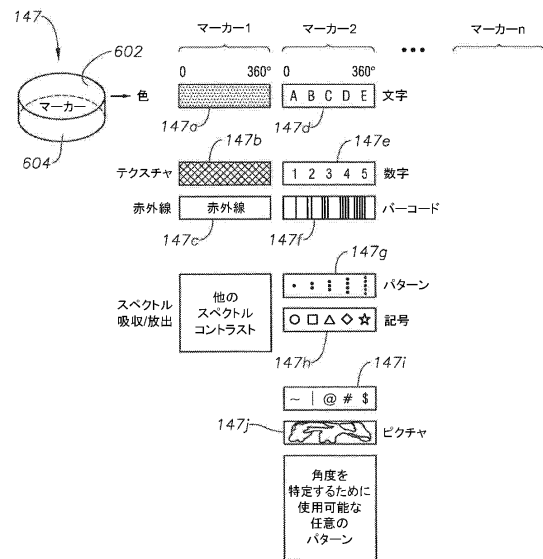 147
602
マーカー
604
マーカー1
マーカー2
•••
マーカーn
0 360°
0 360°
色
147a
A B C D E
文字
147d
147b
147e
テクスチャ
1 2 3 4 5
数字
赤外線
赤外線
バーコード
147c
147f
147g
パターン
スペクトル
吸収/放出
他の
スペクトル
コントラスト
記号
147h
147i
~ | @ # $
147j
ピクチャ
角度を
特定するために
使用可能な
任意の
パターン